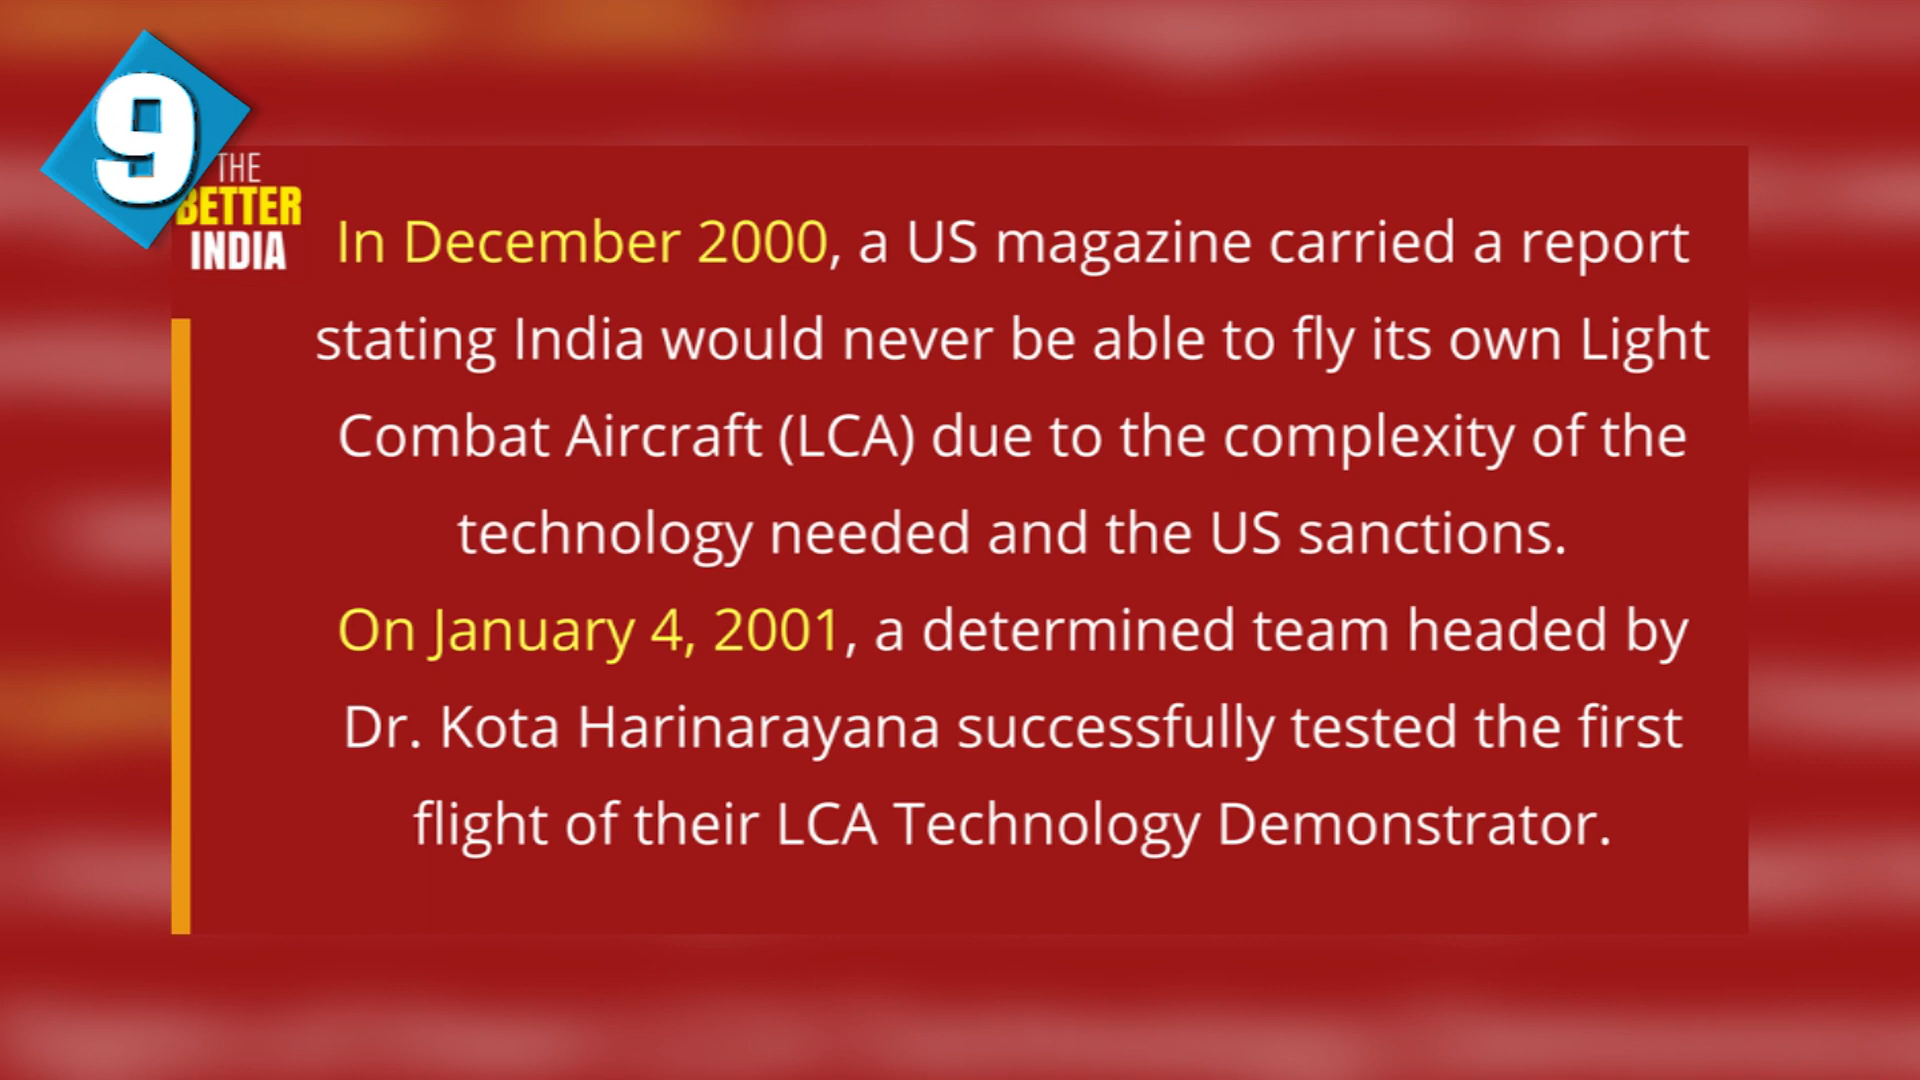 9
THE
BETTER
INDIA
In December 2000, a US magazine carried a report
stating India would never be able to fly its own Light
Combat Aircraft (LCA) due to the complexity of the
technology needed and the US sanctions.
On January 4, 2001, a determined team headed by
Dr. Kota Harinarayana successfully tested the first
flight of their LCA Technology Demonstrator.